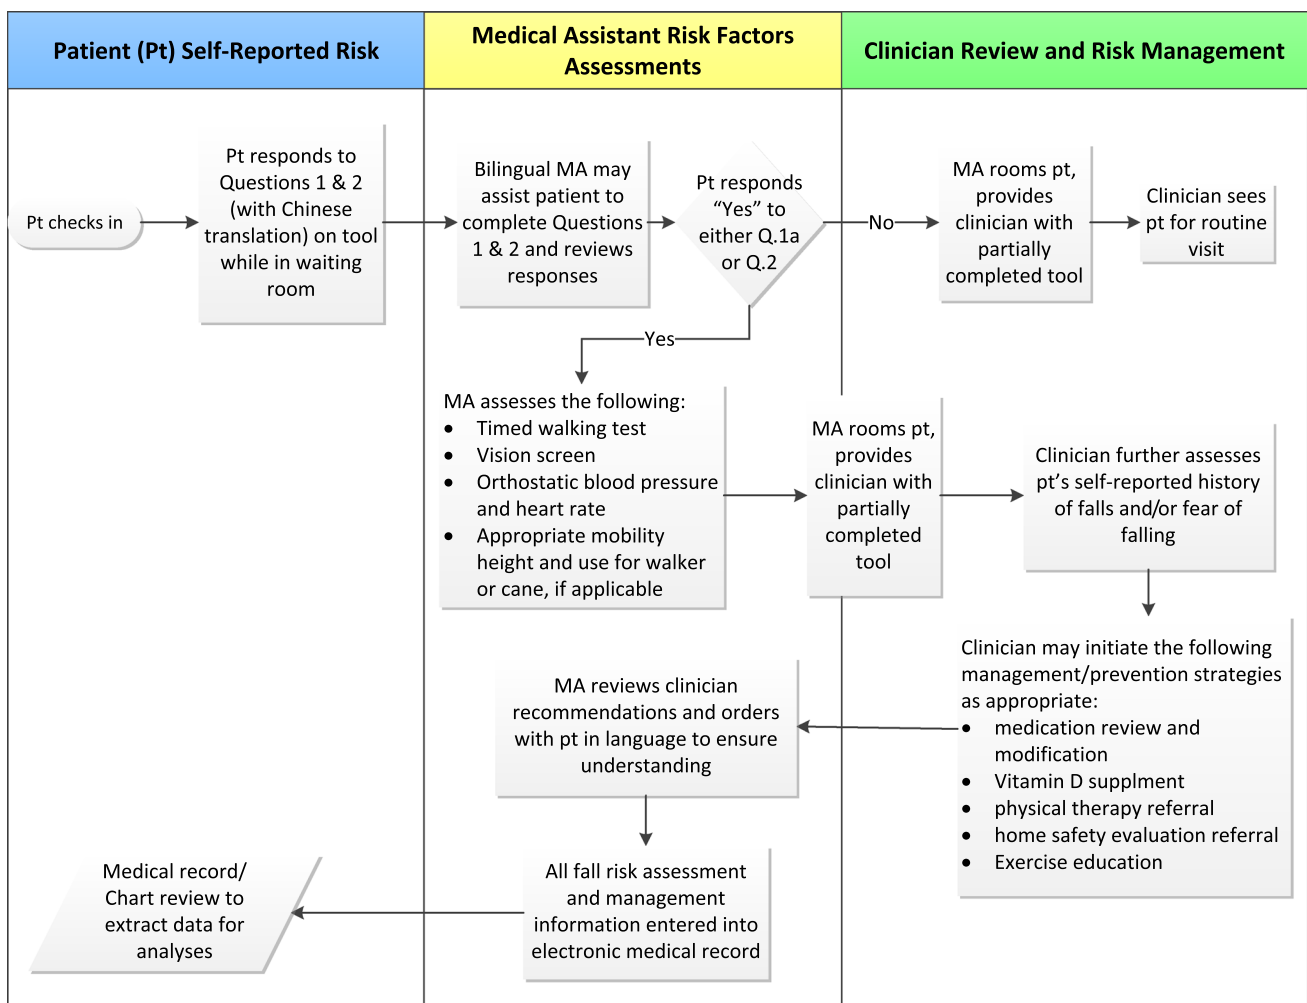 Patient (Pt) Self-Reported Risk
Medical Assistant Risk Factors
Assessments
Clinician Review and Risk Management
Pt checks in
Pt responds to
Questions 1 & 2
(with Chinese
translation) on tool
while in waiting
room
Bilingual MA may
assist patient to
complete Questions
1 & 2 and reviews
responses
Pt responds
“Yes” to
either Q.1a
or Q.2
No
MA rooms pt,
provides
clinician with
partially
completed tool
Clinician sees
pt for routine
visit
Yes
MA assesses the following:
• Timed walking test
• Vision screen
• Orthostatic blood pressure
and heart rate
• Appropriate mobility
height and use for walker
or cane, if applicable
MA rooms pt,
provides
clinician with
partially
completed
tool
Clinician further assesses
pt’s self-reported history
of falls and/or fear of
falling
Clinician may initiate the following
management/prevention strategies
as appropriate:
• medication review and
modification
• Vitamin D supplment
• physical therapy referral
• home safety evaluation referral
• Exercise education
MA reviews clinician
recommendations and orders
with pt in language to ensure
understanding
All fall risk assessment
and management
information entered into
electronic medical record
Medical record/
Chart review to
extract data for
analyses